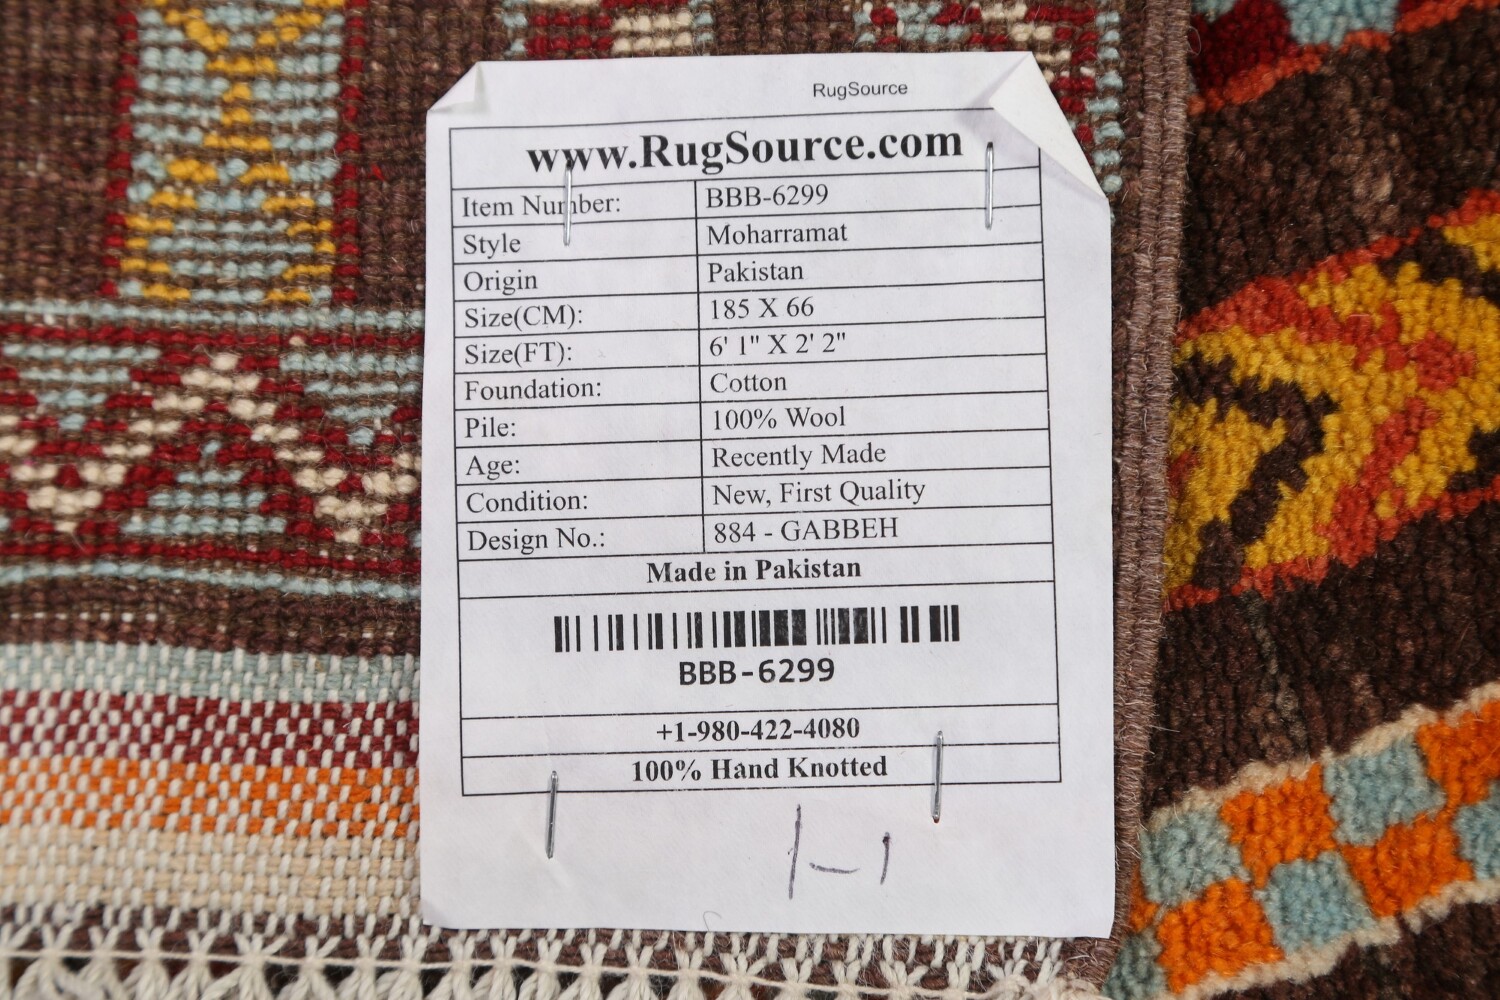 RugSource
www.RugSource.com
Item Number: BBB-6299
Style Moharramat
Origin Pakistan
Size(CM): 185 X 66
Size(FT): 6' 1" X 2' 2"
Foundation: Cotton
Pile: 100% Wool
Age: Recently Made
Condition: New, First Quality
Design No.: 884 - GABBEH
Made in Pakistan
BBB-6299
+1-980-422-4080
100% Hand Knotted
1-1